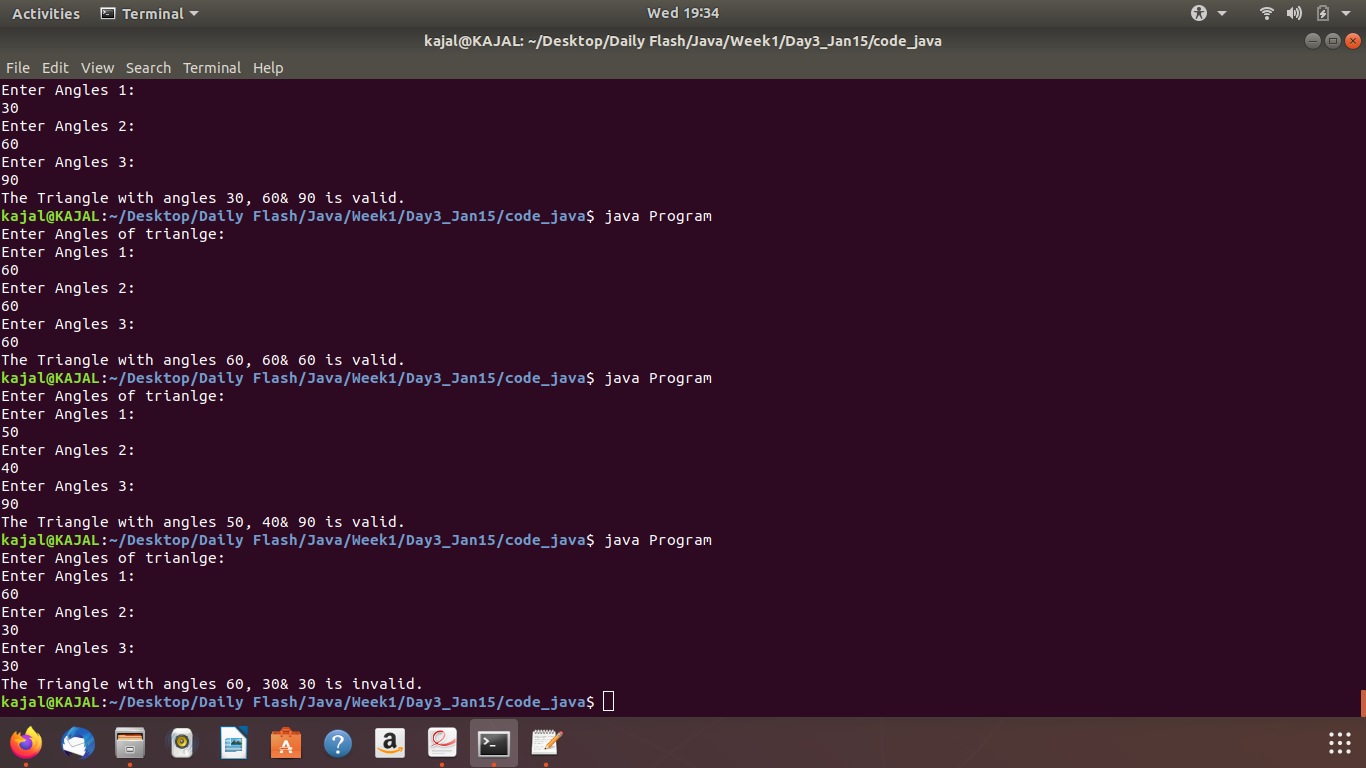 Activities Terminal Wed 19:34
kajal@KAJAL: ~/Desktop/Daily Flash/Java/Week1/Day3_Jan15/code_java
File Edit View Search Terminal Help
Enter Angles 1:
30
Enter Angles 2:
60
Enter Angles 3:
90
The Triangle with angles 30, 60& 90 is valid.
kajal@KAJAL:~/Desktop/Daily Flash/Java/Week1/Day3_Jan15/code_java$ java Program
Enter Angles of trianlge:
Enter Angles 1:
60
Enter Angles 2:
60
Enter Angles 3:
60
The Triangle with angles 60, 60& 60 is valid.
kajal@KAJAL:~/Desktop/Daily Flash/Java/Week1/Day3_Jan15/code_java$ java Program
Enter Angles of trianlge:
Enter Angles 1:
50
Enter Angles 2:
40
Enter Angles 3:
90
The Triangle with angles 50, 40& 90 is valid.
kajal@KAJAL:~/Desktop/Daily Flash/Java/Week1/Day3_Jan15/code_java$ java Program
Enter Angles of trianlge:
Enter Angles 1:
60
Enter Angles 2:
30
Enter Angles 3:
30
The Triangle with angles 60, 30& 30 is invalid.
kajal@KAJAL:~/Desktop/Daily Flash/Java/Week1/Day3_Jan15/code_java$